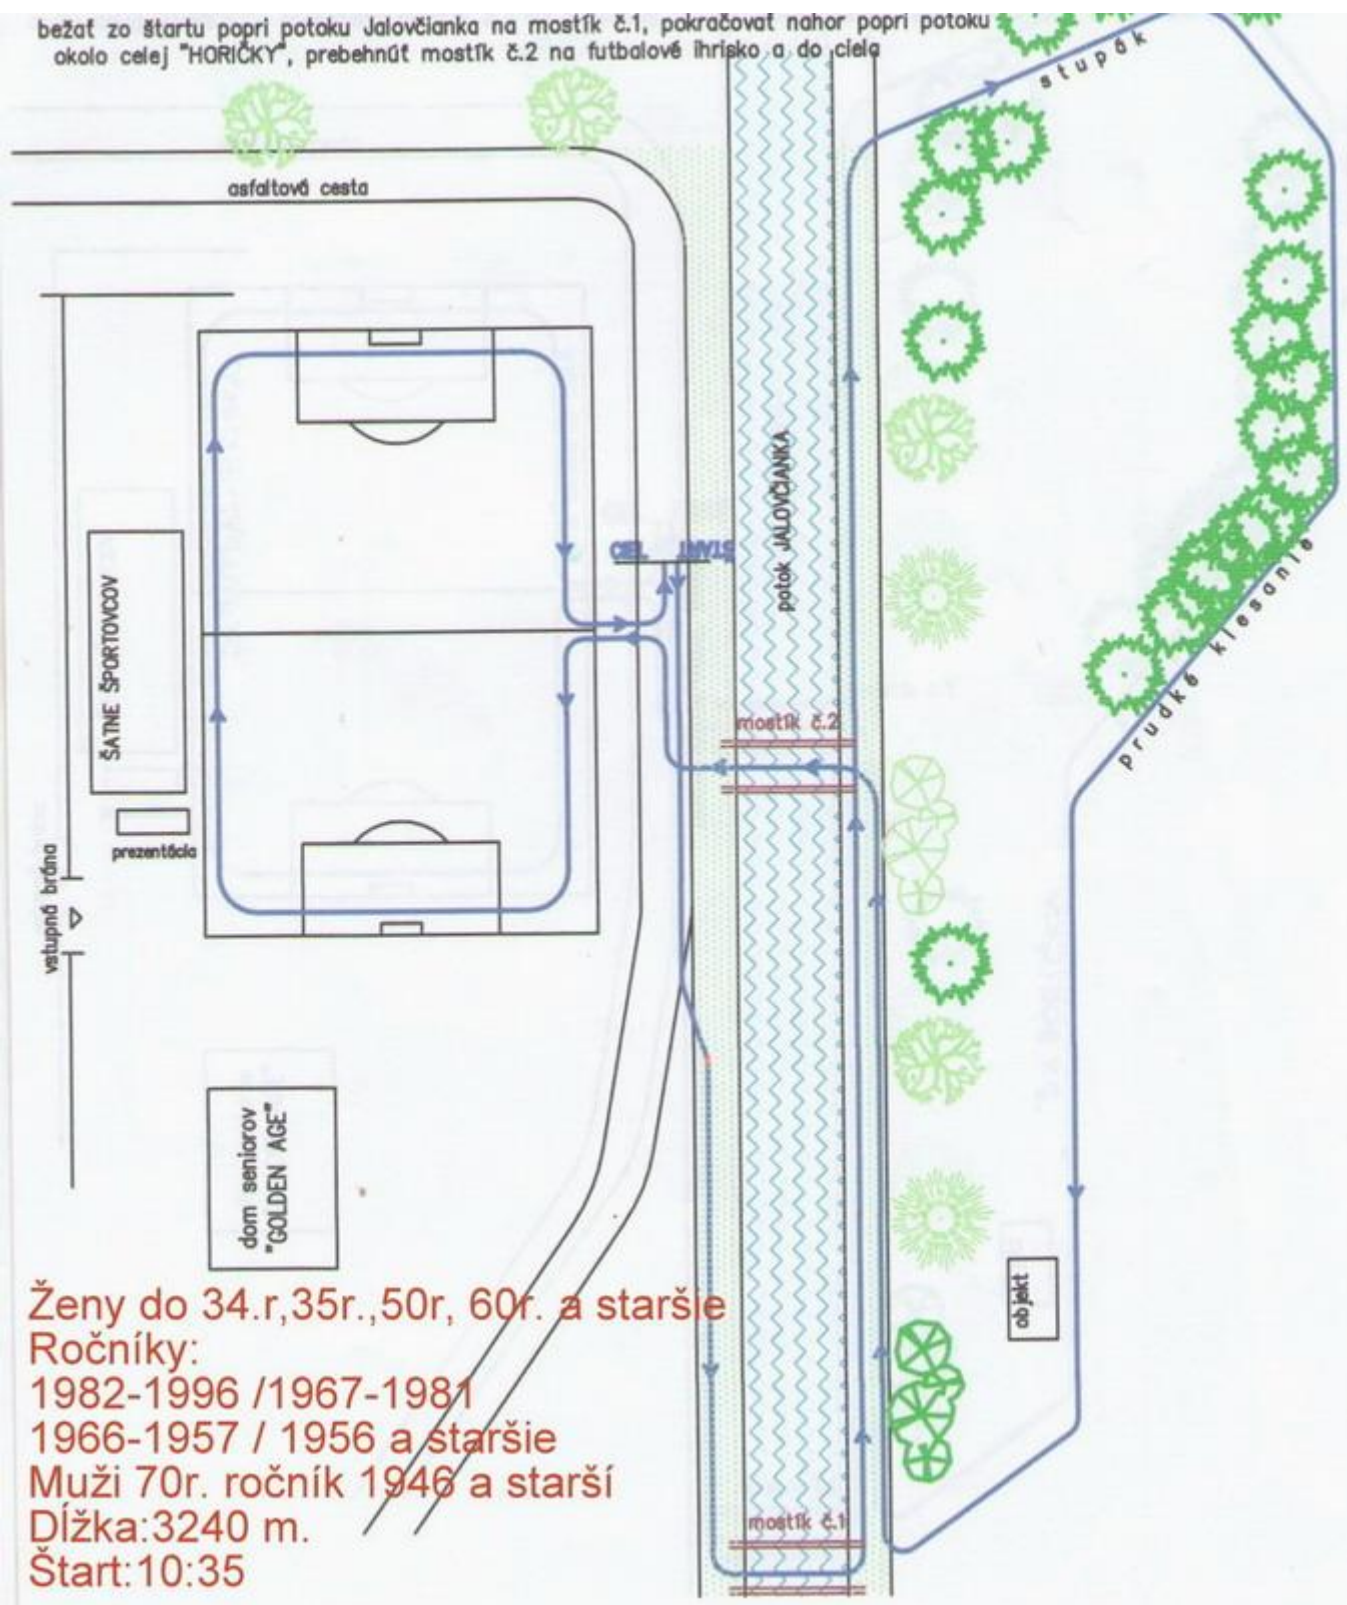 bežať zo štartu popri potoku Jalovčianka na mostík č.1, pokračovať nahor popri potoku
okolo celej "HORIČKY", prebehnúť mostík č.2 na futbalové ihrisko a do ciela
stupák
asfaltová cesta
potok JALOVČIANKA
CIEL
ŠTART
ŠATNE ŠPORTOVCOV
prudké klesanie
mostík č.2
prezentácia
vstupná brána
dom seniorov
"GOLDEN AGE"
objekt
Ženy do 34.r,35r.,50r, 60r. a staršie
Ročníky:
1982-1996 /1967-1981
1966-1957 / 1956 a staršie
Muži 70r. ročník 1946 a starší
Dĺžka:3240 m.
Štart:10:35
mostík č.1